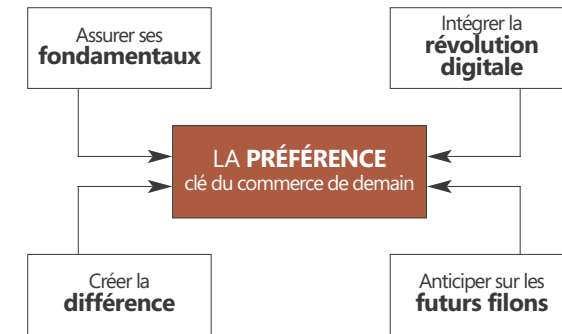 Assurer ses
fondamentaux
Intégrer la
révolution
digitale
LA PRÉFÉRENCE
clé du commerce de demain
Créer la
différence
Anticiper sur les
futurs filons